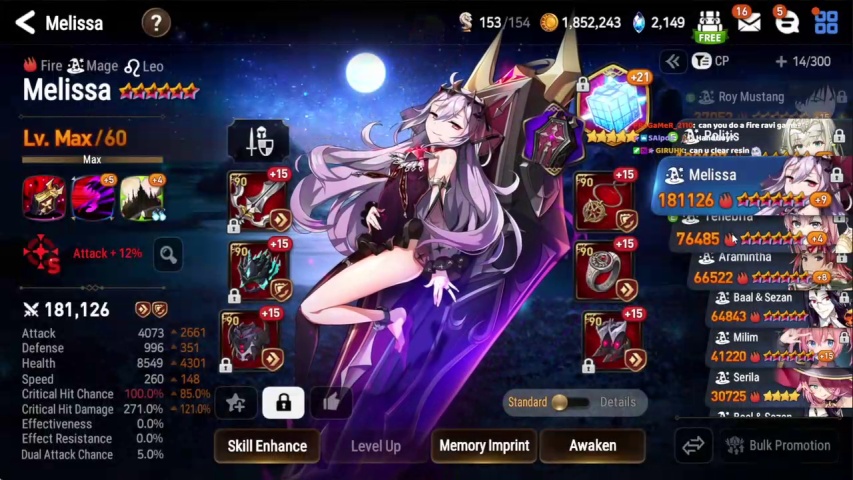 Melissa
?
153/154
1,852,243
2,149
FREE
16
5
Fire Mage Leo
Melissa
Lv. Max/60
Max
+5
+4
S
Attack + 12%
181,126
Attack 4073 2661
Defense 996 351
Health 8549 4301
Speed 260 148
Critical Hit Chance 100.0% 85.0%
Critical Hit Damage 271.0% 121.0%
Effectiveness 0.0%
Effect Resistance 0.0%
Dual Attack Chance 5.0%
90 +15
90 +15
90 +15
+21
90 +15
90 +15
90 +15
Standard
Details
Skill Enhance
Level Up
Memory Imprint
Awaken
CP
+ 14/300
Roy Mustang
can you do a fire ravi
Politis
can u clear resin
Melissa
181126 +9
Tenebria
76485 +4
Aramintha
66522 +8
Baal & Sezan
64843
Milim
41220 +15
Serila
30725
Baal & Sezan
Bulk Promotion